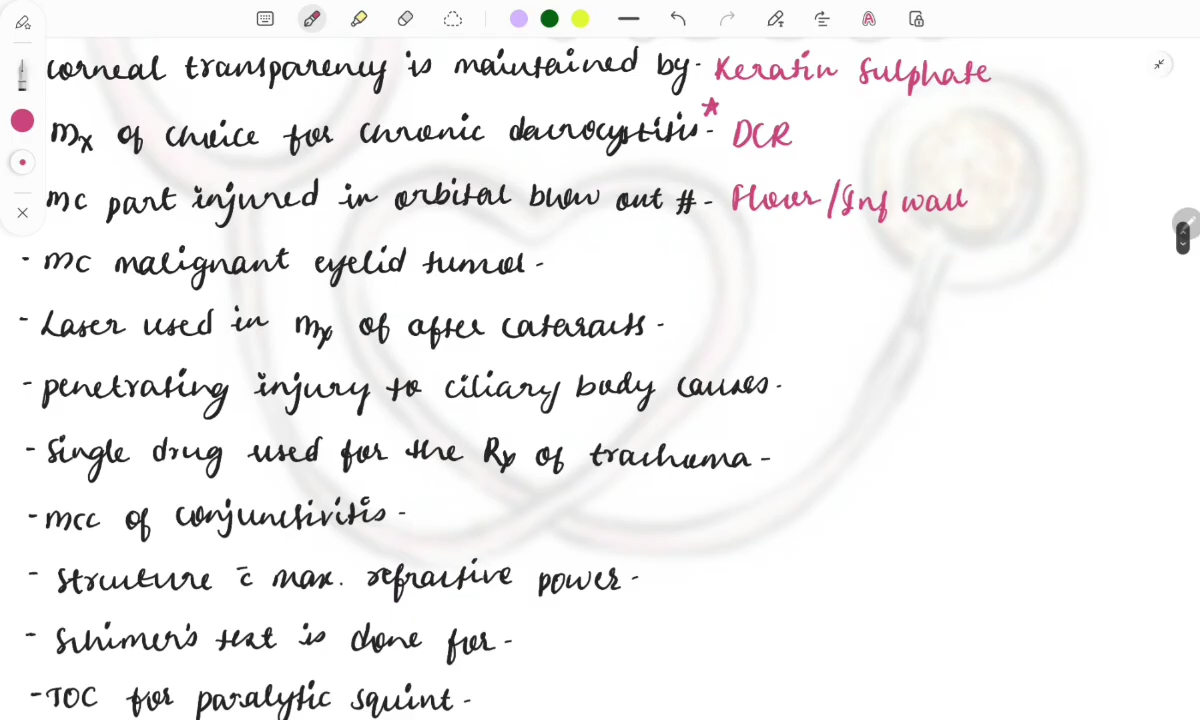 corneal transparency is maintained by- Keratin Sulphate
Mx of choice for chronic dacrocystitis*- DCR
mc part injured in orbital blow out #- Floor/Inf wall
- mc malignant eyelid tumor-
- Laser used in Mx of after cataracts-
- penetrating injury to ciliary body causes-
- Single drug used for the Rx of trachoma-
- mcc of conjunctivitis-
- structure c̄ max. refractive power-
- Schimer's test is done for-
- TOC for paralytic squint-